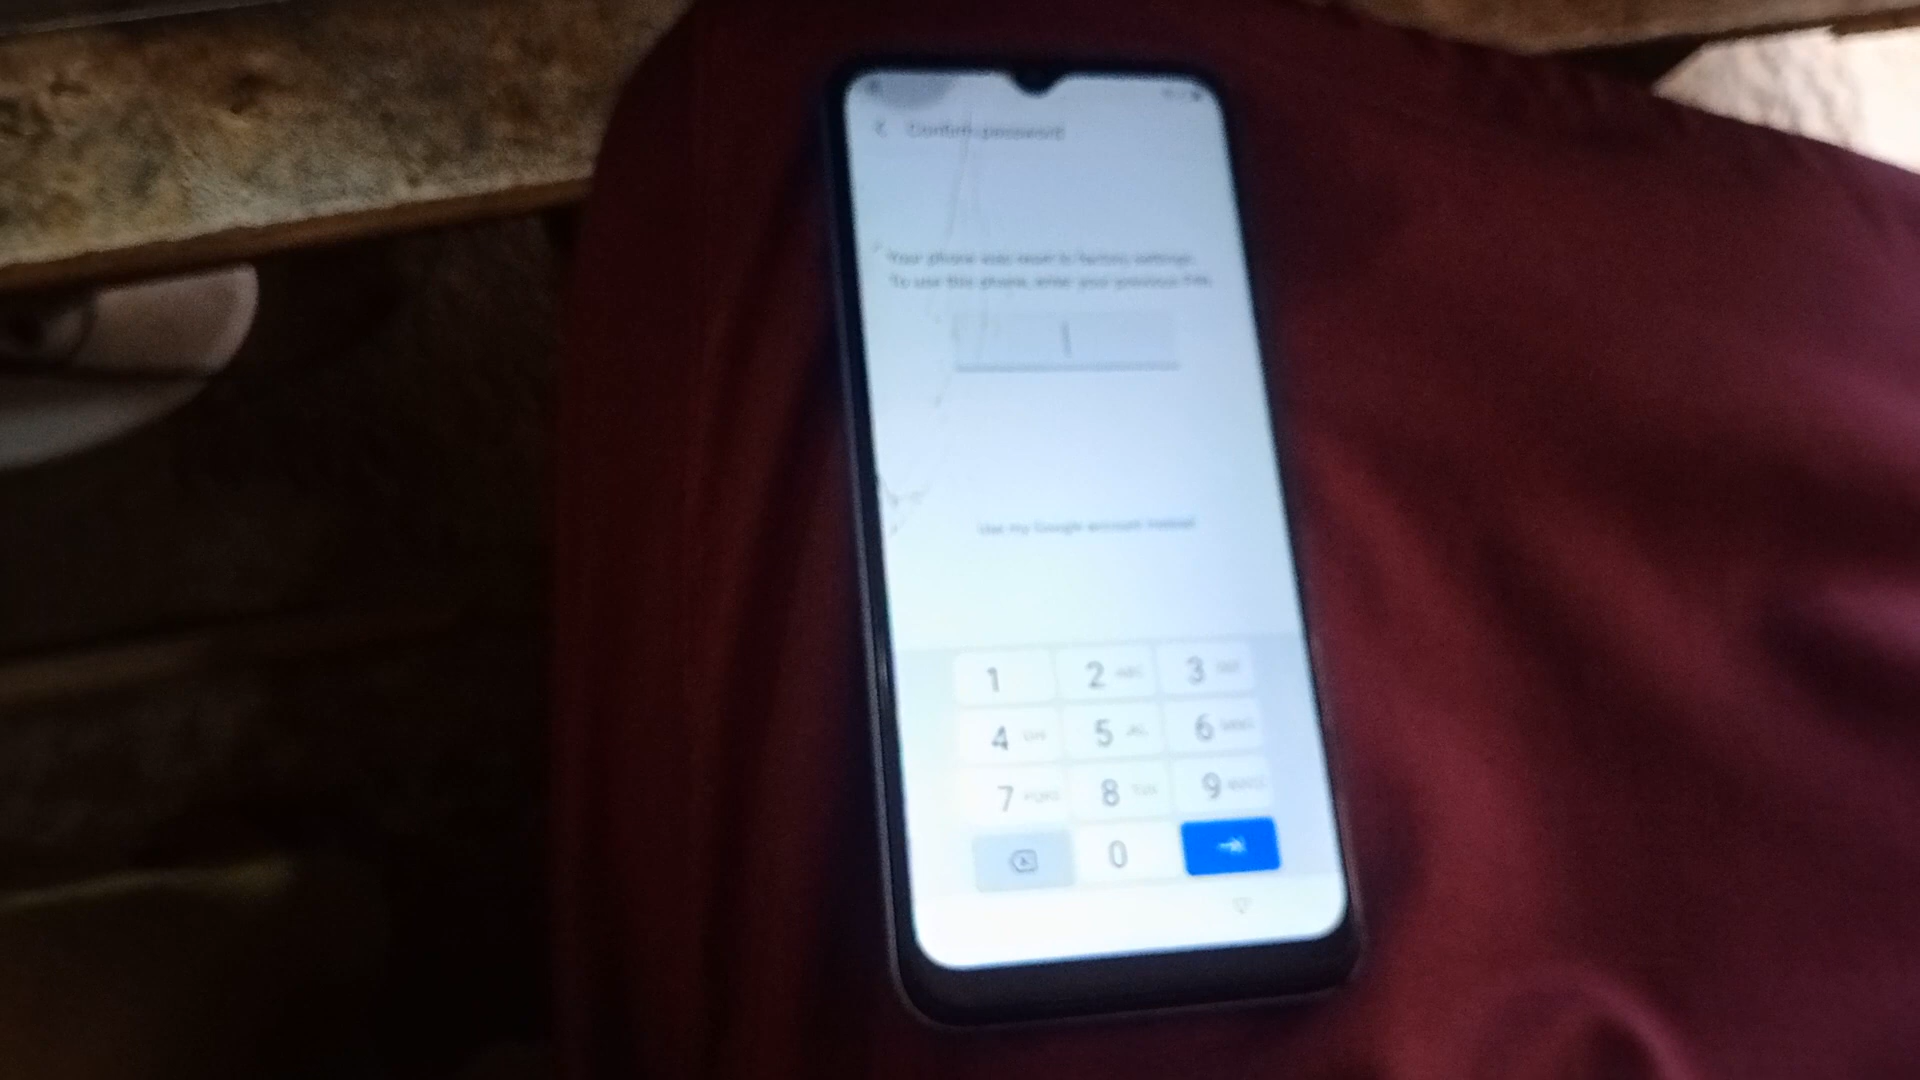 Confirm password
Your phone was reset to factory settings.
To use this phone, enter your previous PIN.
Use my Google account instead
1
2 ABC
3 DEF
4 GHI
5 JKL
6 MNO
7 PQRS
8 TUV
9 WXYZ
0